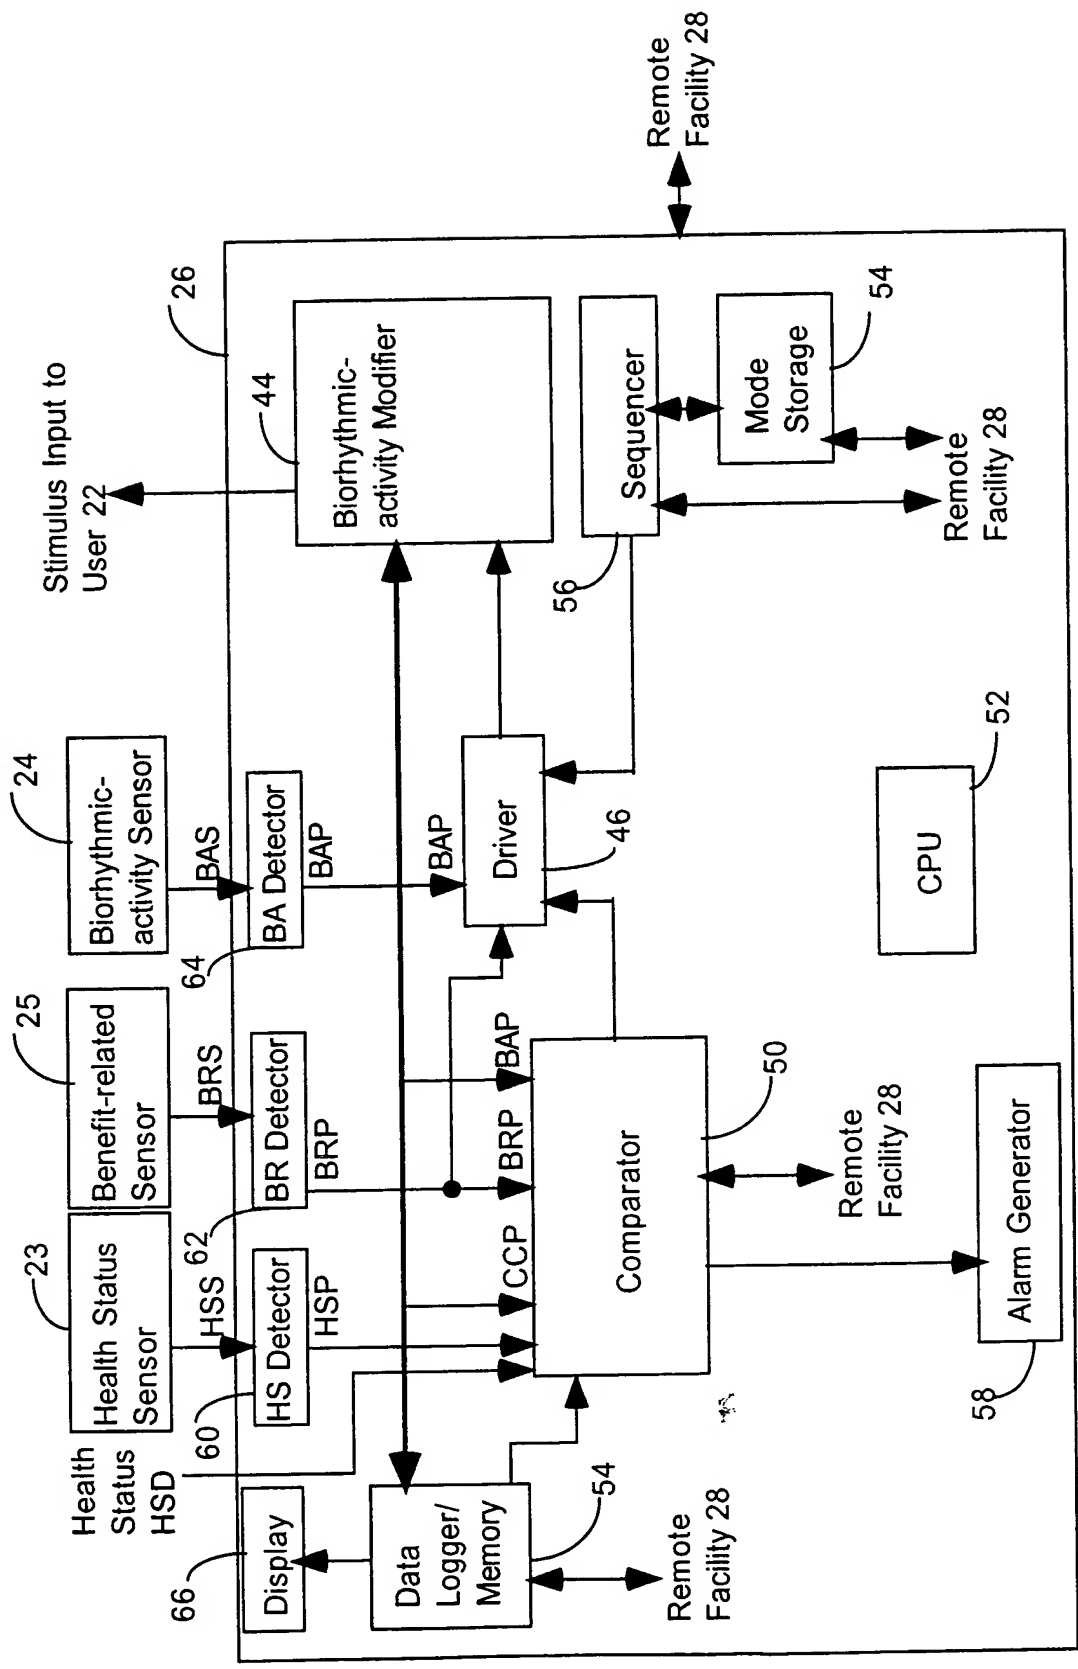 Health
Status
HSD
23
Health Status
Sensor
25
Benefit-related
Sensor
24
Biorhythmic-
activity Sensor
Stimulus Input to
User 22
26
66
Display
60
HSS
HS Detector
HSP
62
BRS
BR Detector
BRP
64
BAS
BA Detector
BAP
44
Biorhythmic-
activity Modifier
Data
Logger/
Memory
54
Remote
Facility 28
CCP
BRP
BAP
Comparator
50
Remote
Facility 28
BAP
Driver
46
56
Sequencer
Mode
Storage
54
Remote
Facility 28
Remote
Facility 28
58
Alarm Generator
CPU
52